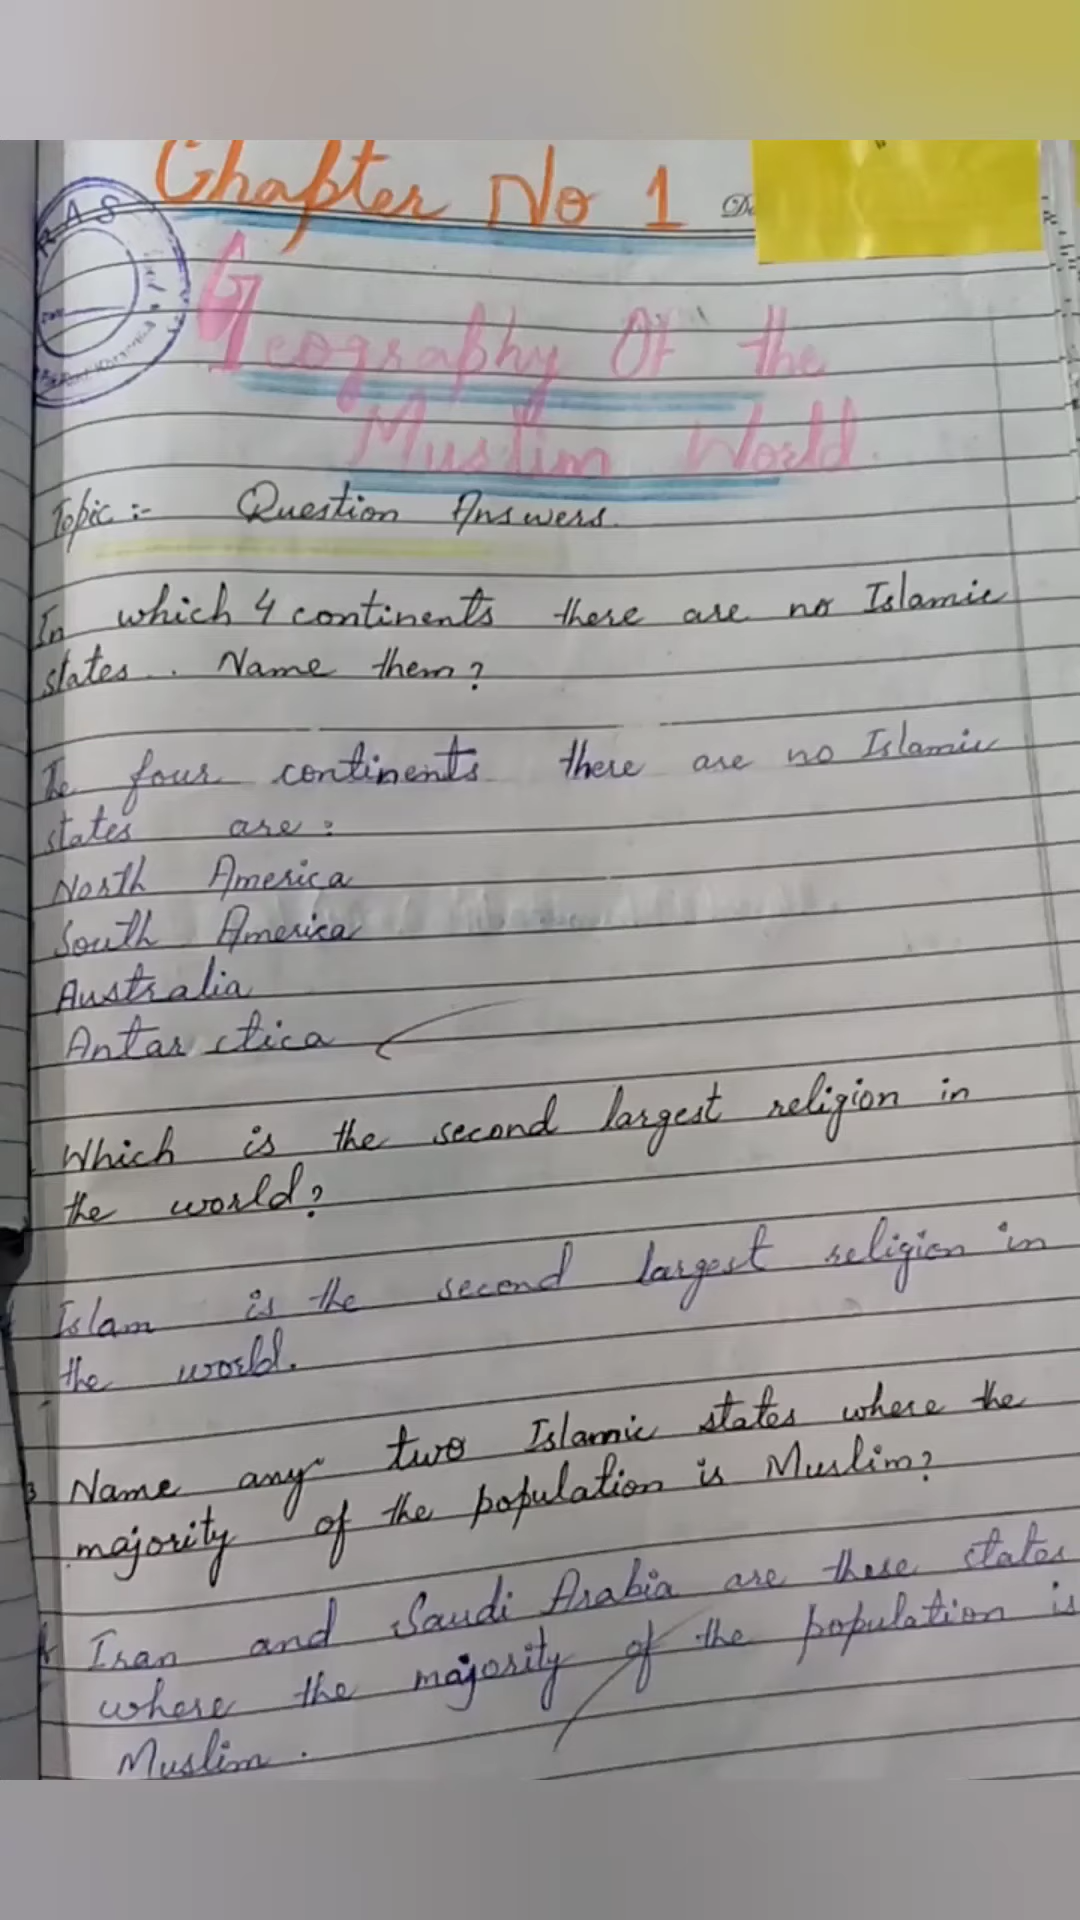 Chapter No 1
Geography Of the
Muslim World.
Topic :- Question Answers.
In which 4 continents there are no Islamic
states. Name them?
four continents there are no Islamic
states are:
North America
South America
Australia
Antarctica
Which is the second largest religion in
the world?
Islam is the second largest religion in
the world.
3 Name any two Islamic states where the
majority of the population is Muslim?
Iran and Saudi Arabia are these states
where the majority of the population is
Muslim.